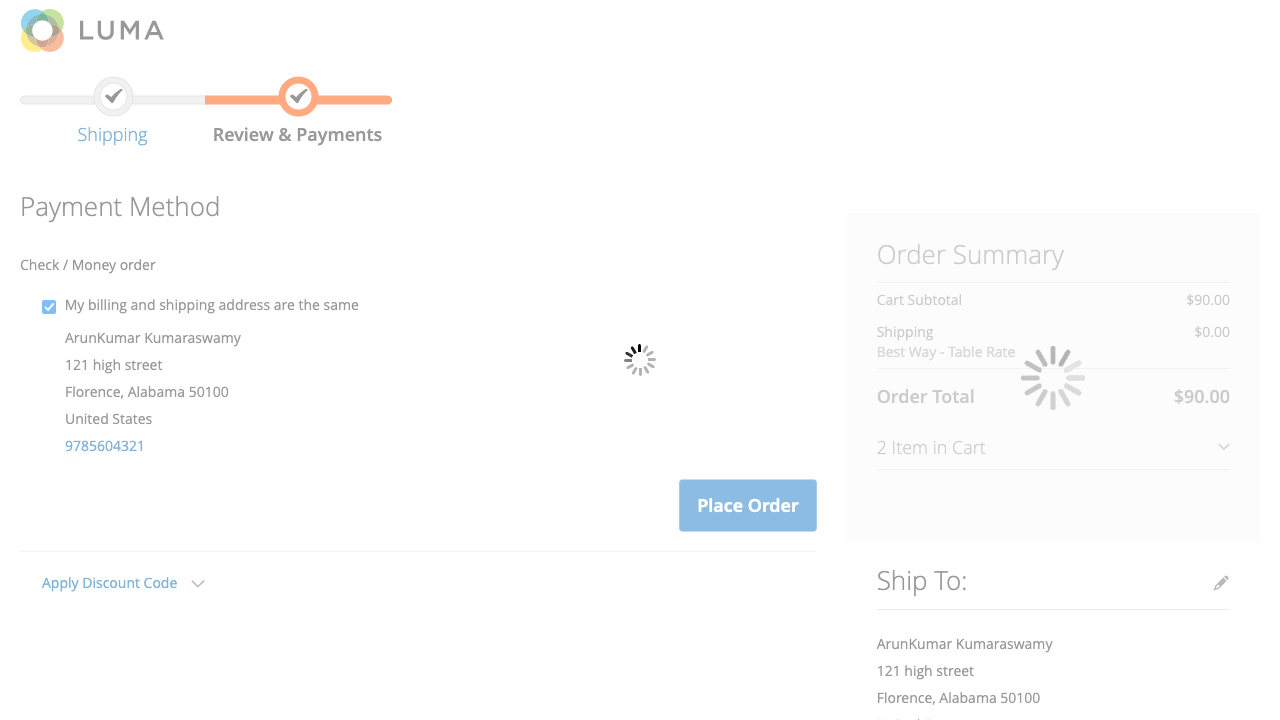 LUMA
Shipping
Review & Payments
Payment Method
Check / Money order
My billing and shipping address are the same
ArunKumar Kumaraswamy
121 high street
Florence, Alabama 50100
United States
9785604321
Place Order
Apply Discount Code
Order Summary
Cart Subtotal $90.00
Shipping $0.00
Best Way - Table Rate
Order Total $90.00
2 Item in Cart
Ship To:
ArunKumar Kumaraswamy
121 high street
Florence, Alabama 50100